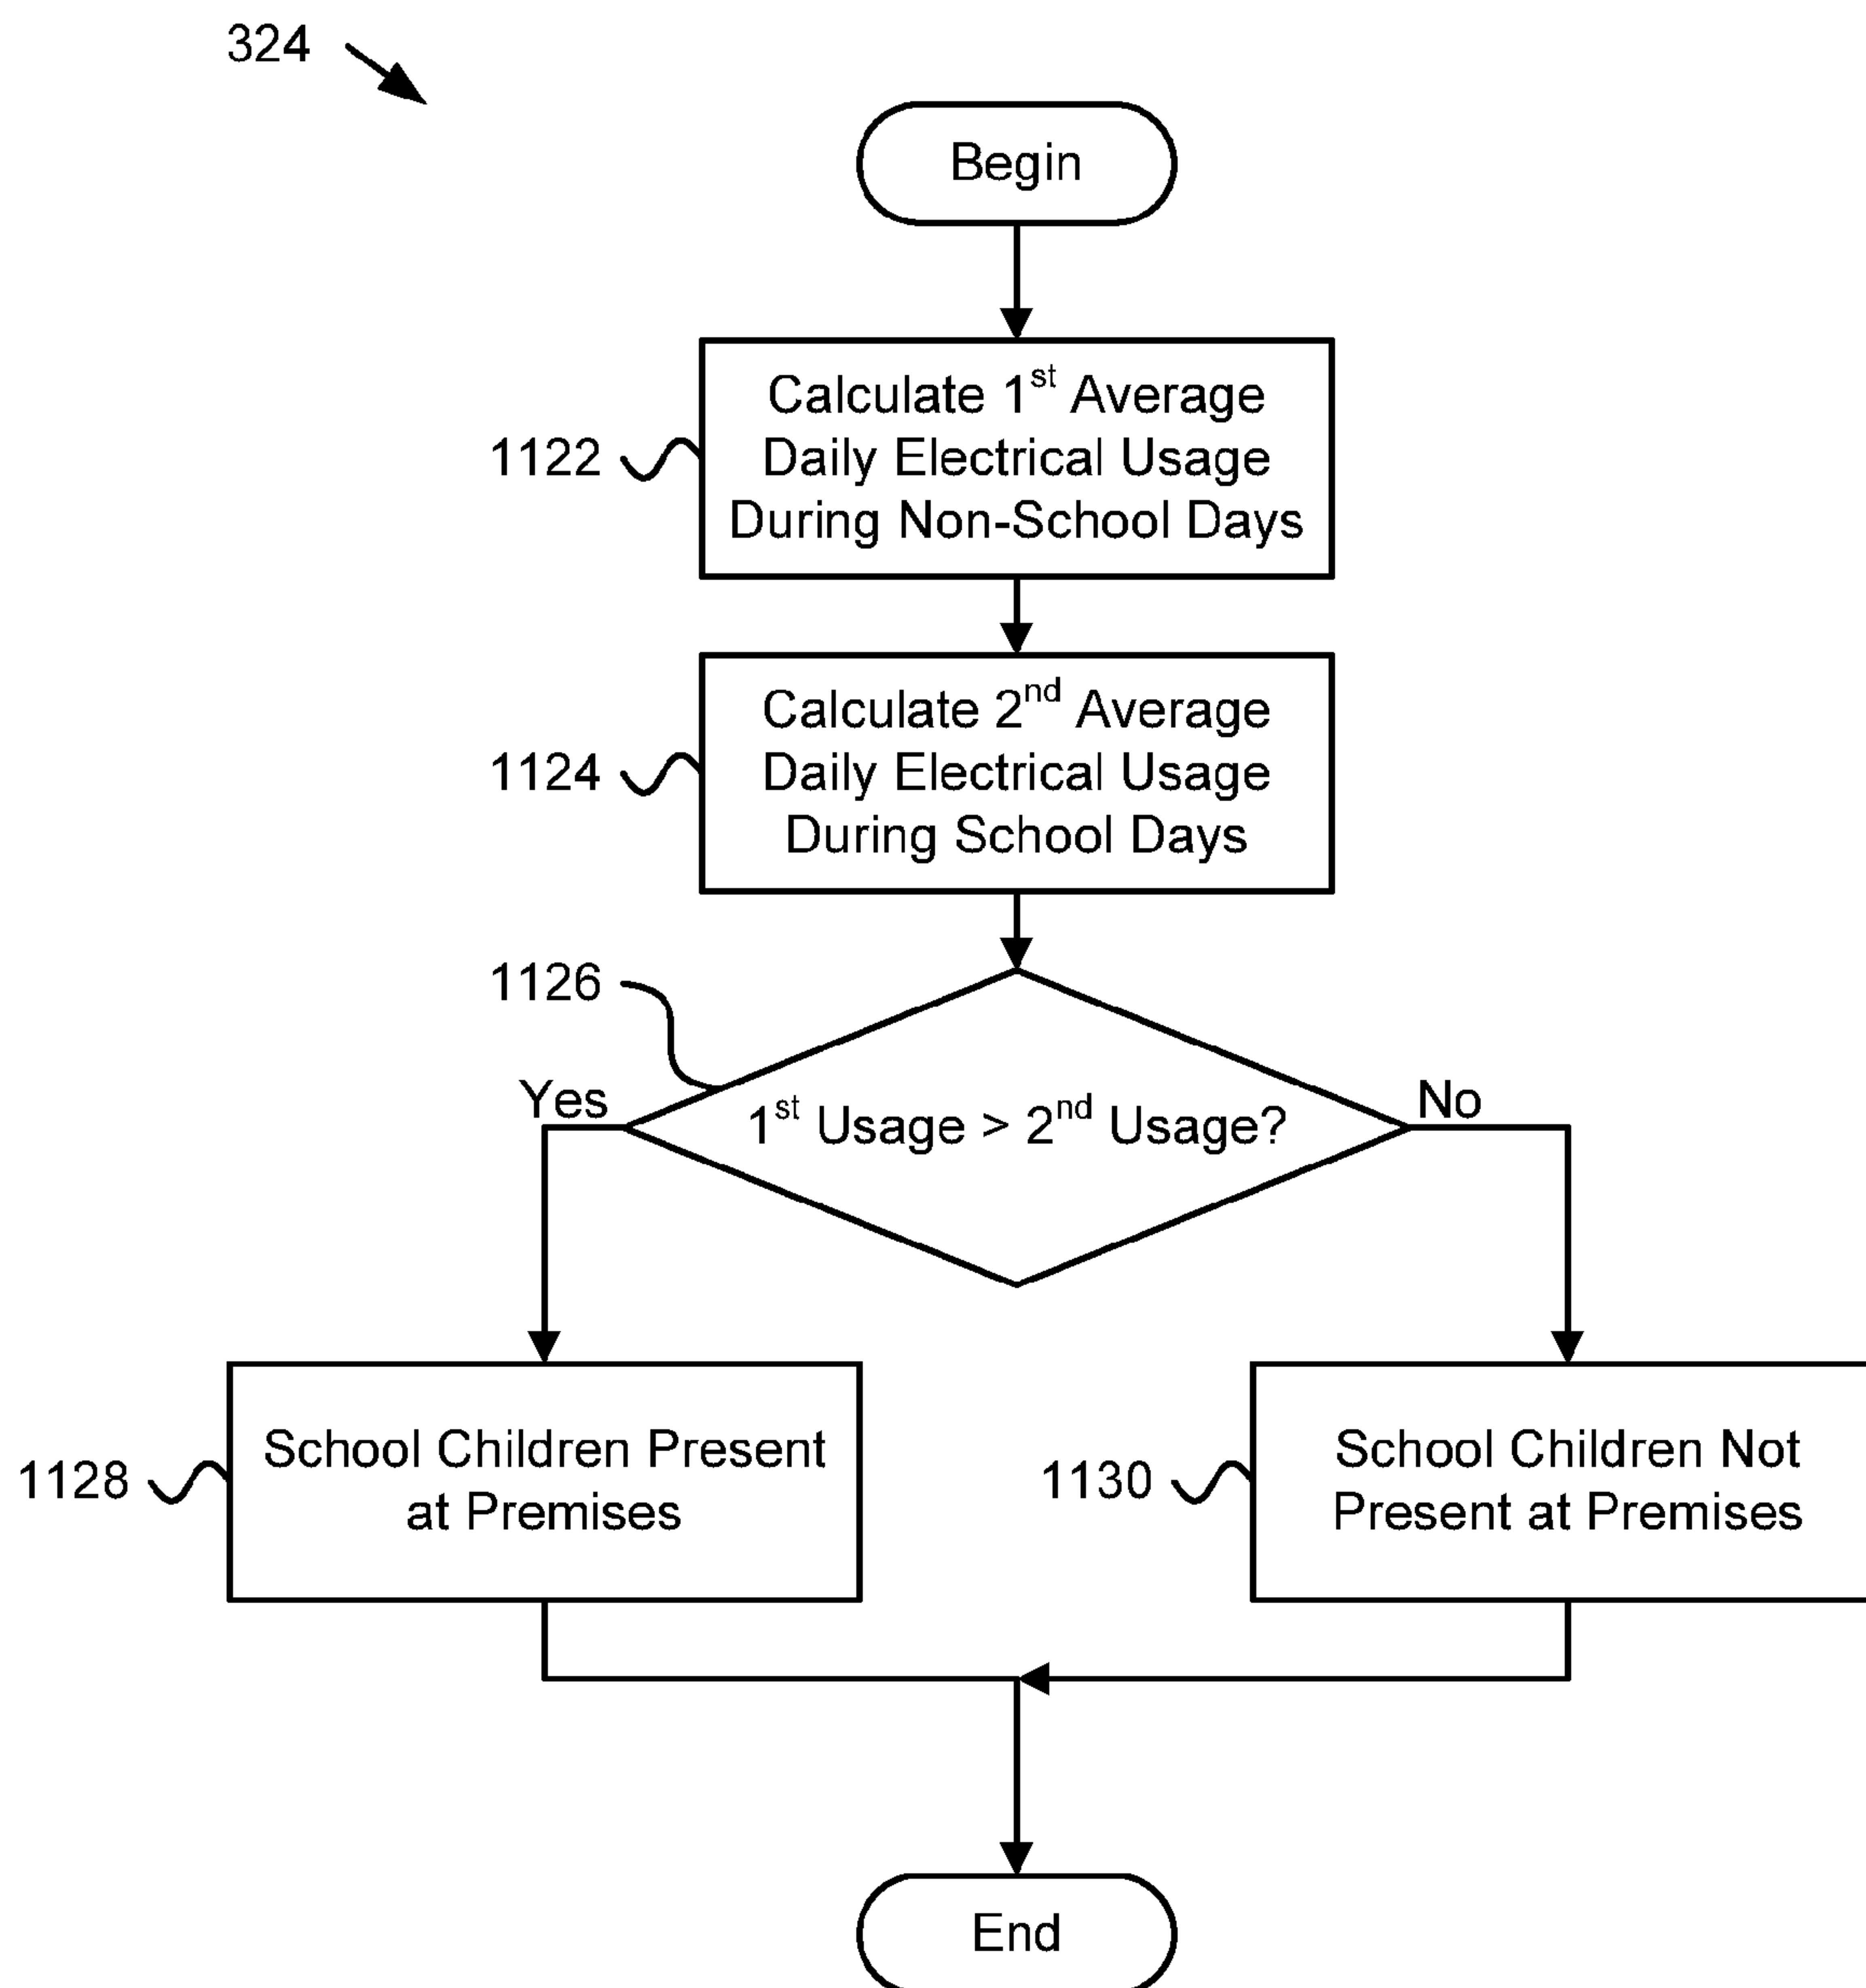 324
Begin
1122
Calculate 1st Average
Daily Electrical Usage
During Non-School Days
1124
Calculate 2nd Average
Daily Electrical Usage
During School Days
1126
Yes
1st Usage > 2nd Usage?
No
1128
School Children Present
at Premises
1130
School Children Not
Present at Premises
End